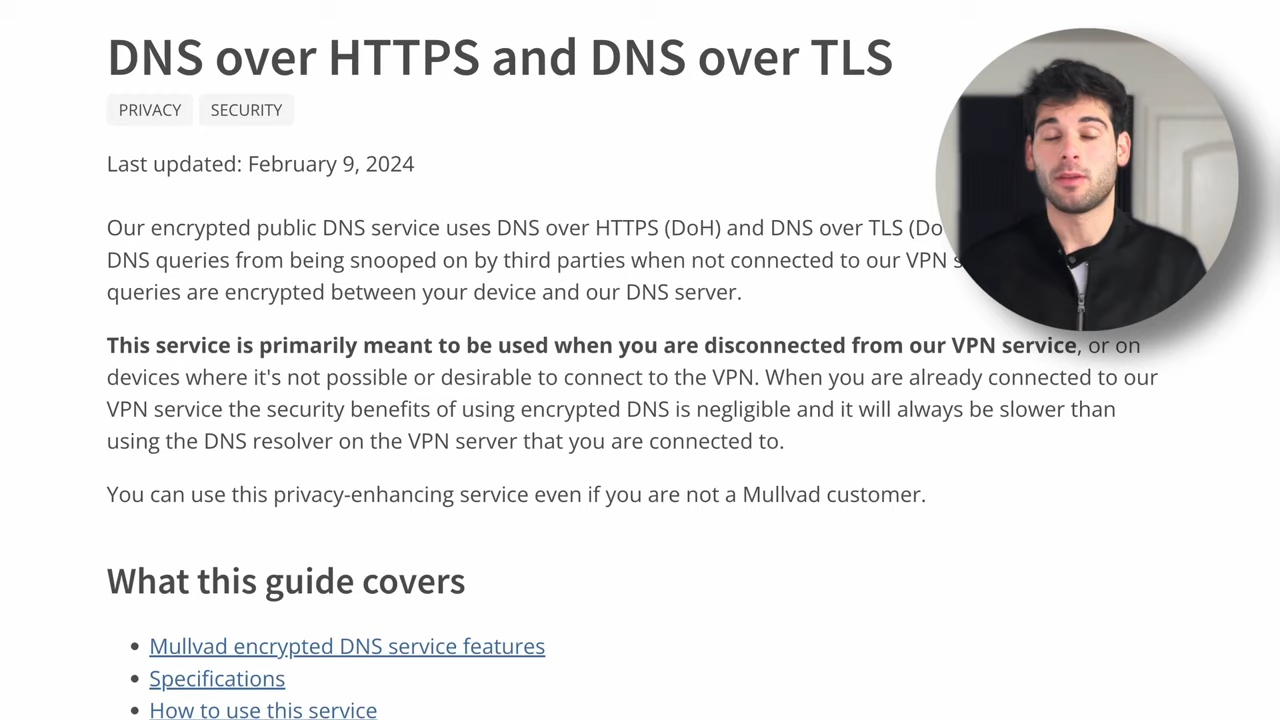 DNS over HTTPS and DNS over TLS
PRIVACY SECURITY
Last updated: February 9, 2024
Our encrypted public DNS service uses DNS over HTTPS (DoH) and DNS over TLS (Do
DNS queries from being snooped on by third parties when not connected to our VPN s
queries are encrypted between your device and our DNS server.
This service is primarily meant to be used when you are disconnected from our VPN service, or on
devices where it's not possible or desirable to connect to the VPN. When you are already connected to our
VPN service the security benefits of using encrypted DNS is negligible and it will always be slower than
using the DNS resolver on the VPN server that you are connected to.
You can use this privacy-enhancing service even if you are not a Mullvad customer.
What this guide covers
• Mullvad encrypted DNS service features
• Specifications
• How to use this service